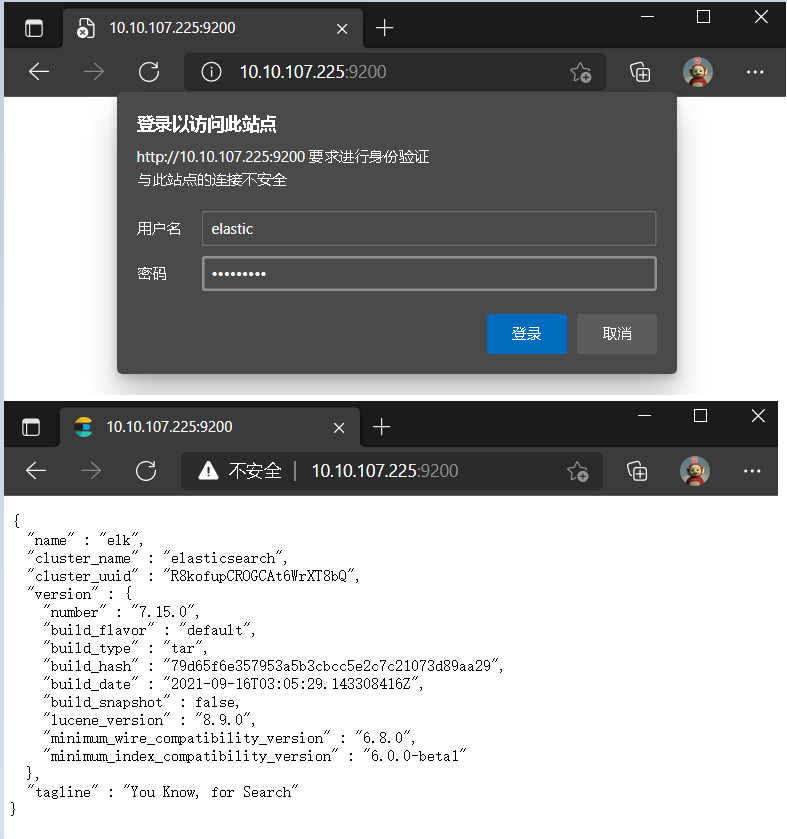 10.10.107.225:9200
10.10.107.225:9200
登录以访问此站点
http://10.10.107.225:9200 要求进行身份验证
与此站点的连接不安全
用户名 elastic
密码 •••••••••
登录 取消
10.10.107.225:9200
不安全 | 10.10.107.225:9200
{
  "name" : "elk",
  "cluster_name" : "elasticsearch",
  "cluster_uuid" : "R8kofupCROGCAt6WrXT8bQ",
  "version" : {
    "number" : "7.15.0",
    "build_flavor" : "default",
    "build_type" : "tar",
    "build_hash" : "79d65f6e357953a5b3cbcc5e2c7c21073d89aa29",
    "build_date" : "2021-09-16T03:05:29.143308416Z",
    "build_snapshot" : false,
    "lucene_version" : "8.9.0",
    "minimum_wire_compatibility_version" : "6.8.0",
    "minimum_index_compatibility_version" : "6.0.0-beta1"
  },
  "tagline" : "You Know, for Search"
}